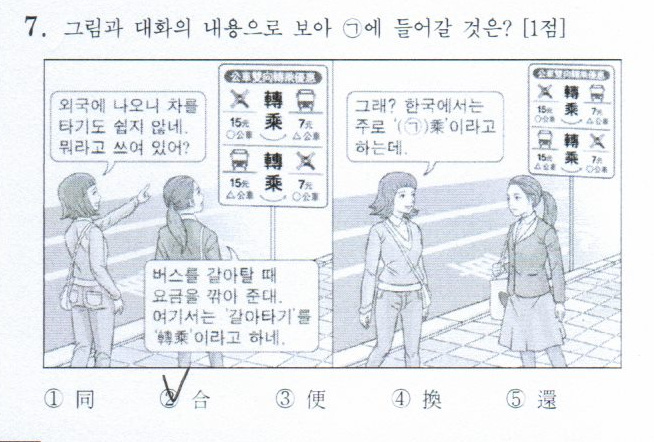 7. 그림과 대화의 내용으로 보아 ㉠에 들어갈 것은? [1점]
외국에 나오니 차를
타기도 쉽지 않네.
뭐라고 쓰여 있어?
公車雙向轉乘優惠
轉
乘
15元 7元
○公車 △公車
轉
乘
15元 7元
△公車 ○公車
버스를 갈아탈 때
요금을 깎아 준대.
여기서는 '갈아타기'를
'轉乘'이라고 하네.
그래? 한국에서는
주로 '(㉠)乘'이라고
하는데.
公車雙向轉乘優惠
轉
乘
15元 7元
○公車 △公車
轉
乘
15元 7元
△公車 ○公車
① 同 ② 合 ③ 便 ④ 換 ⑤ 還